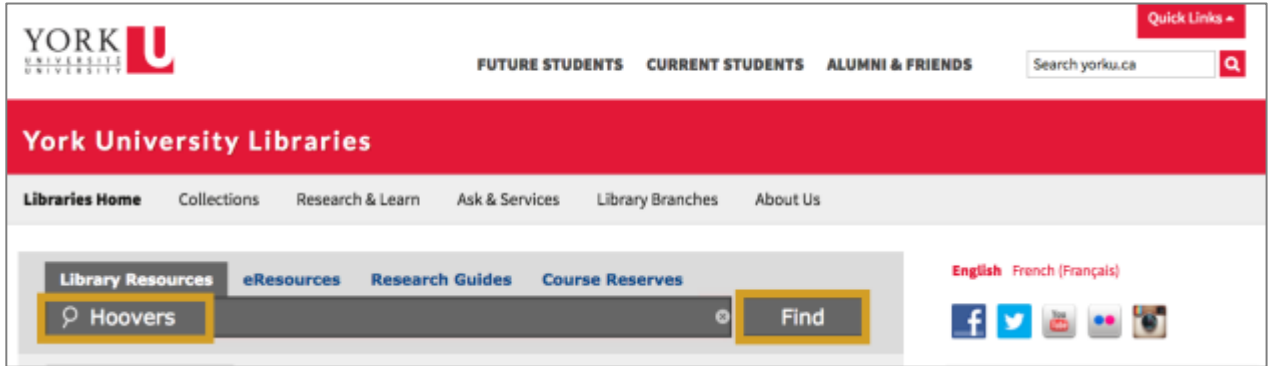 Quick Links
YORK U
UNIVERSITÉ
UNIVERSITY
FUTURE STUDENTS CURRENT STUDENTS ALUMNI & FRIENDS Search yorku.ca
York University Libraries
Libraries Home Collections Research & Learn Ask & Services Library Branches About Us
Library Resources eResources Research Guides Course Reserves
English French (Français)
Hoovers Find
You Tube